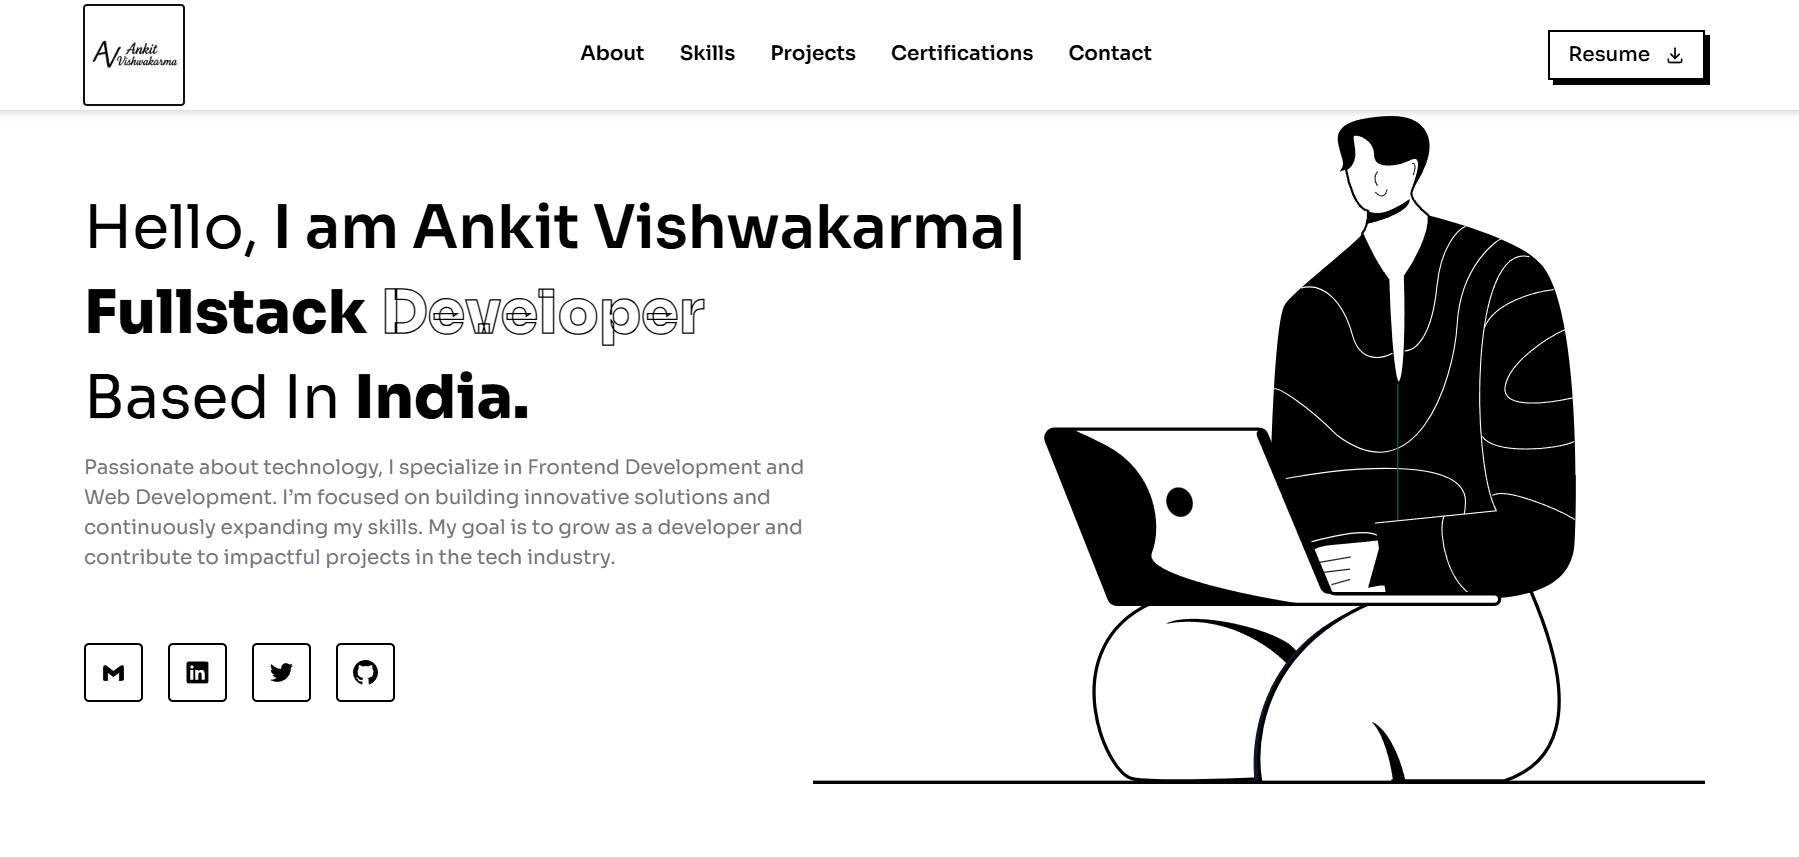 AV Ankit
Vishwakarma
About Skills Projects Certifications Contact
Resume
Hello, I am Ankit Vishwakarma|
Fullstack Developer
Based In India.
Passionate about technology, I specialize in Frontend Development and
Web Development. I’m focused on building innovative solutions and
continuously expanding my skills. My goal is to grow as a developer and
contribute to impactful projects in the tech industry.
in